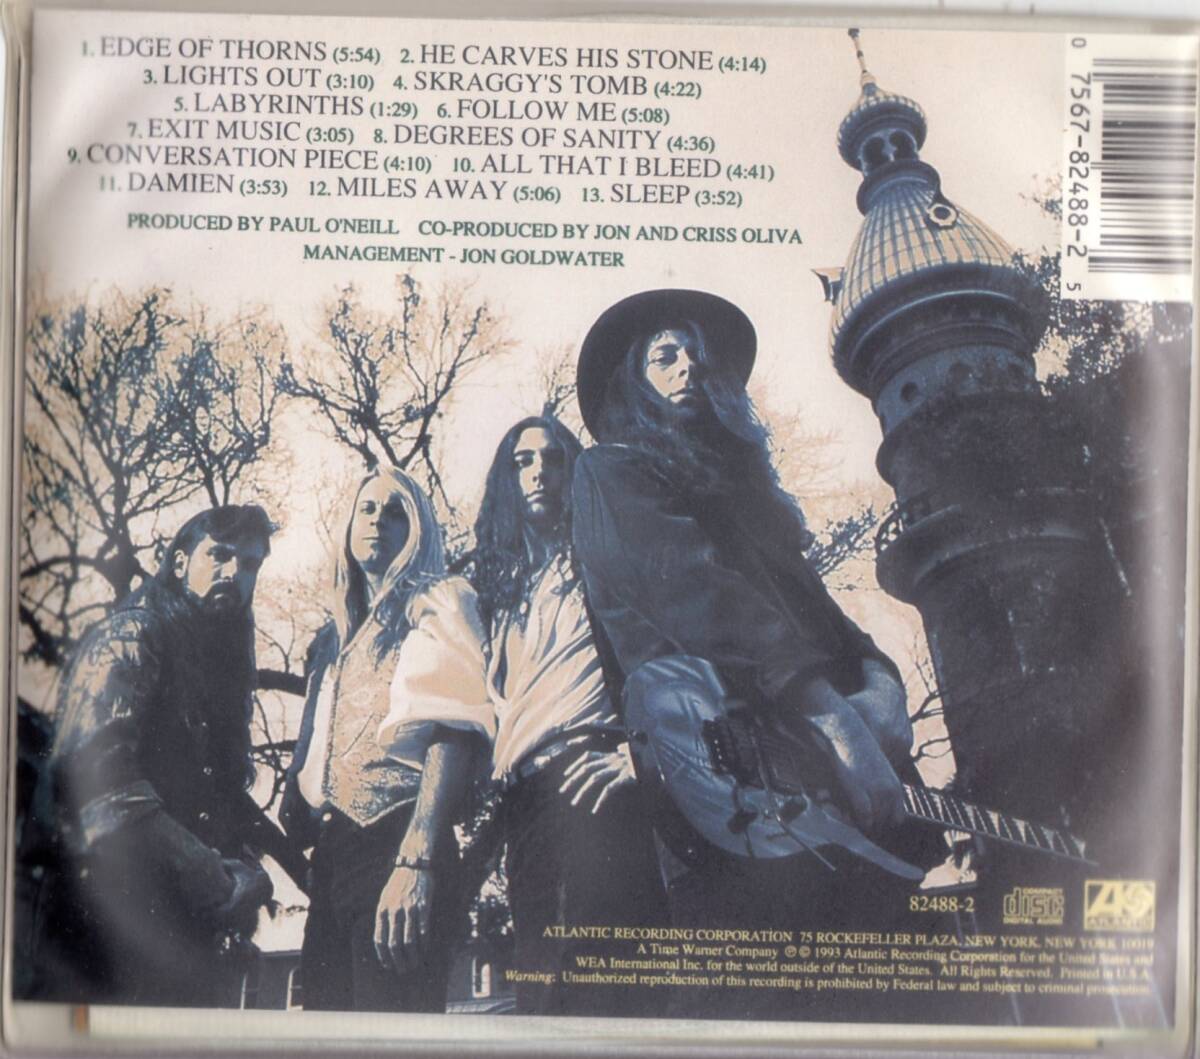 1. EDGE OF THORNS (5:54) 2. HE CARVES HIS STONE (4:14)
3. LIGHTS OUT (3:10) 4. SKRAGGY'S TOMB (4:22)
5. LABYRINTHS (1:29) 6. FOLLOW ME (5:08)
7. EXIT MUSIC (3:05) 8. DEGREES OF SANITY (4:36)
9. CONVERSATION PIECE (4:10) 10. ALL THAT I BLEED (4:41)
11. DAMIEN (3:53) 12. MILES AWAY (5:06) 13. SLEEP (3:52)
PRODUCED BY PAUL O'NEILL CO-PRODUCED BY JON AND CRISS OLIVA
MANAGEMENT - JON GOLDWATER
0 7567-82488-2 5
82488-2
COMPACT
disc
DIGITAL AUDIO
ATLANTIC
ATLANTIC RECORDING CORPORATION 75 ROCKEFELLER PLAZA, NEW YORK, NEW YORK 10019
A Time Warner Company ℗ © 1993 Atlantic Recording Corporation for the United States and
WEA International Inc. for the world outside of the United States. All Rights Reserved. Printed in U.S.A.
Warning: Unauthorized reproduction of this recording is prohibited by Federal law and subject to criminal prosecution.